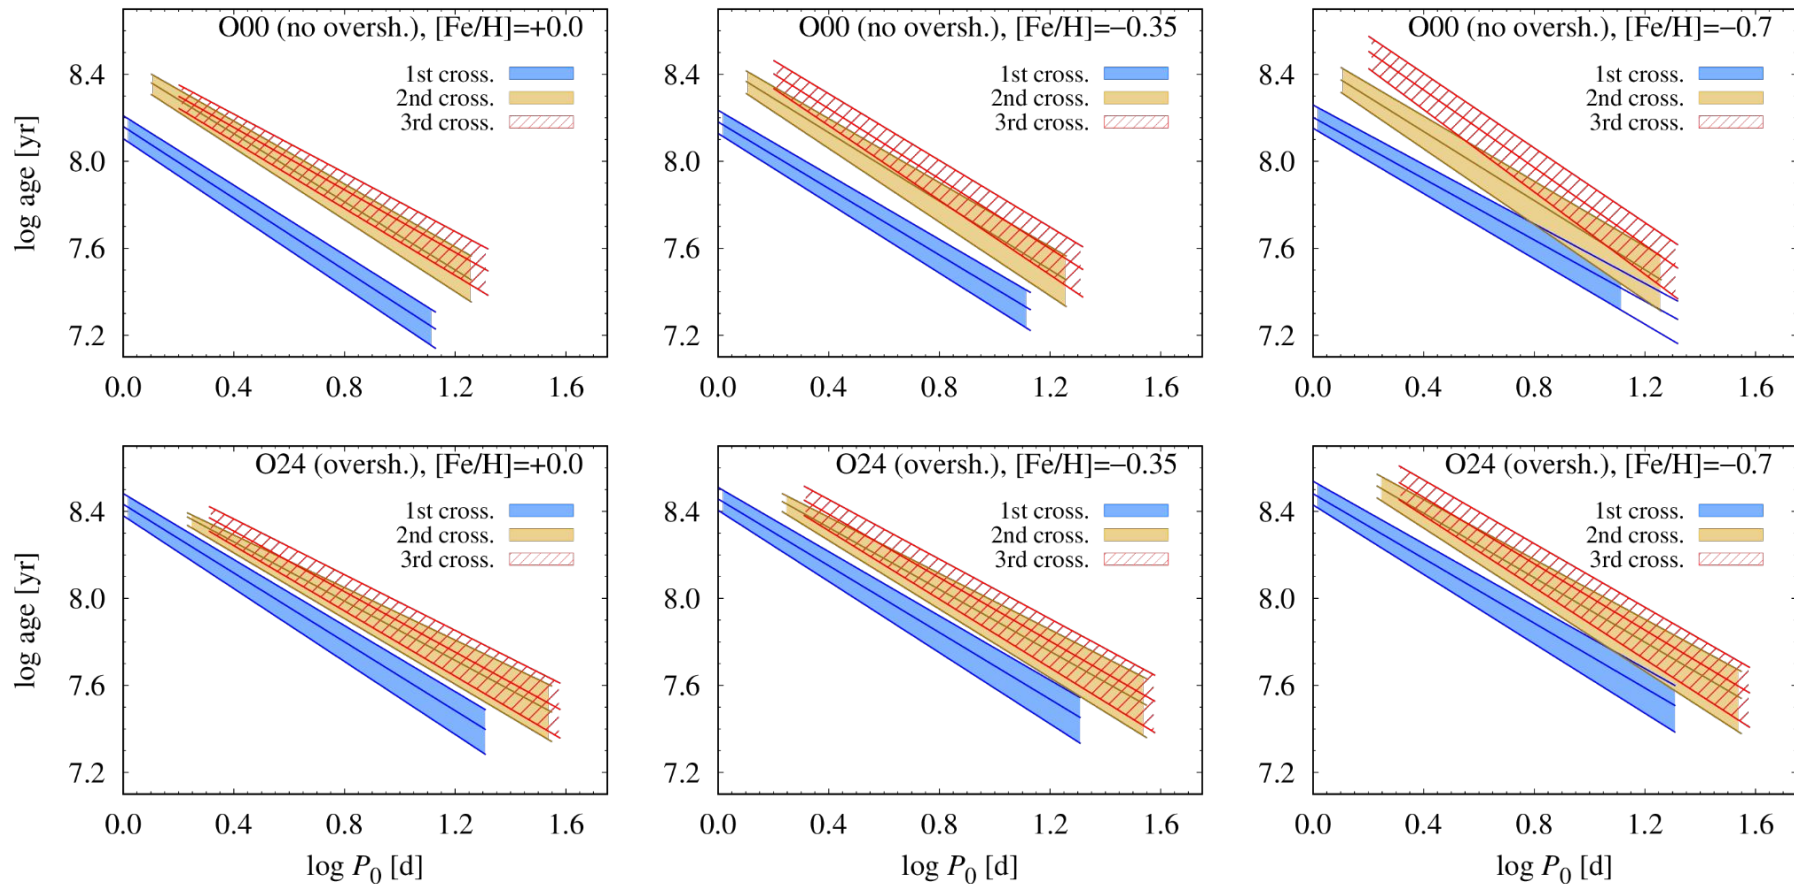 O00 (no oversh.), [Fe/H]=+0.0
1st cross.
2nd cross.
3rd cross.
log age [yr]
8.4
8.0
7.6
7.2
0.0 0.4 0.8 1.2 1.6
O00 (no oversh.), [Fe/H]=−0.35
1st cross.
2nd cross.
3rd cross.
8.4
8.0
7.6
7.2
0.0 0.4 0.8 1.2 1.6
O00 (no oversh.), [Fe/H]=−0.7
1st cross.
2nd cross.
3rd cross.
8.4
8.0
7.6
7.2
0.0 0.4 0.8 1.2 1.6
O24 (oversh.), [Fe/H]=+0.0
1st cross.
2nd cross.
3rd cross.
log age [yr]
8.4
8.0
7.6
7.2
0.0 0.4 0.8 1.2 1.6
log P0 [d]
O24 (oversh.), [Fe/H]=−0.35
1st cross.
2nd cross.
3rd cross.
8.4
8.0
7.6
7.2
0.0 0.4 0.8 1.2 1.6
log P0 [d]
O24 (oversh.), [Fe/H]=−0.7
1st cross.
2nd cross.
3rd cross.
8.4
8.0
7.6
7.2
0.0 0.4 0.8 1.2 1.6
log P0 [d]